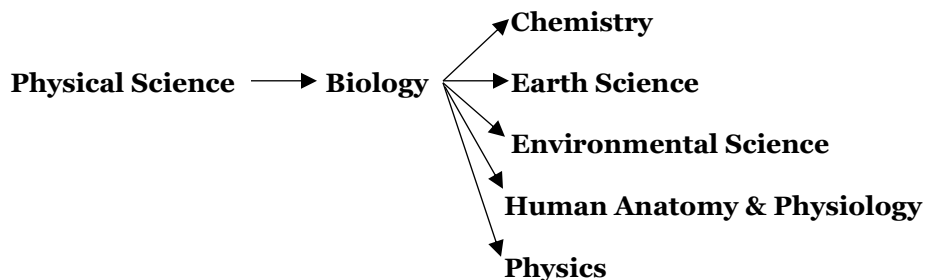 Chemistry
Physical Science
Biology
Earth Science
Environmental Science
Human Anatomy & Physiology
Physics